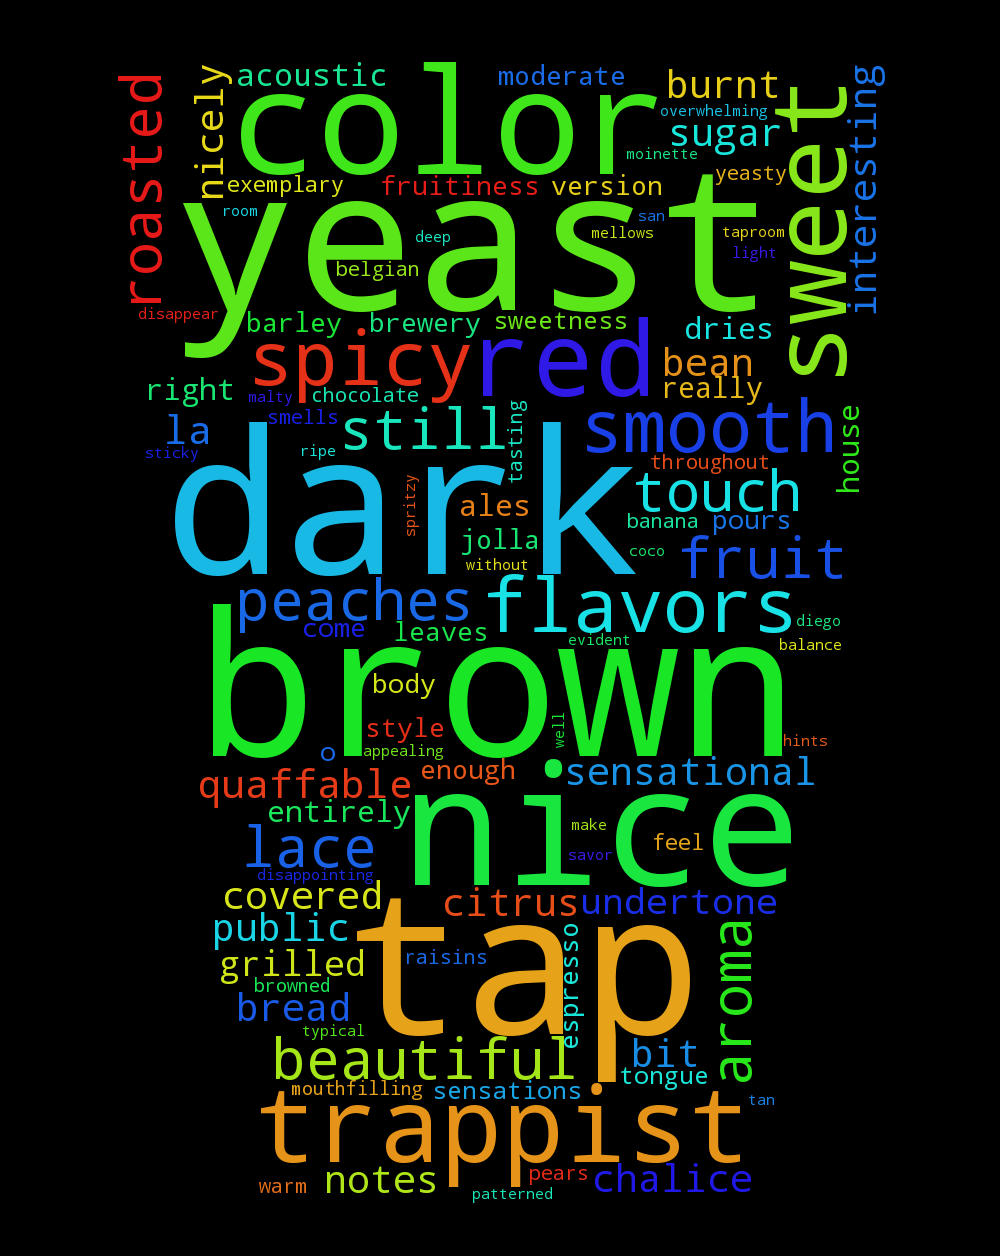 acoustic
moderate
color
burnt
overwhelming
sugar
nicely
roasted
sweet
interesting
moinette
exemplary
fruitiness
version
yeasty
room
yeast
deep
san
mellows
taproom
belgian
light
disappear
barley
brewery
sweetness
dries
spicy
red
bean
right
malty
chocolate
really
la
smells
still
tasting
smooth
house
sticky
ripe
throughout
dark
spritzy
ales
touch
banana
pours
jolla
without
coco
fruit
peaches
flavors
come
leaves
evident
diego
balance
brown
body
style
well
hints
o
appealing
enough
sensational
quaffable
nice
entirely
make
lace
savor
feel
disappointing
covered
citrus
undertone
public
tap
aroma
grilled
raisins
espresso
browned
bread
typical
beautiful
bit
tongue
mouthfilling
sensations
tan
trappist
warm
notes
pears
chalice
patterned